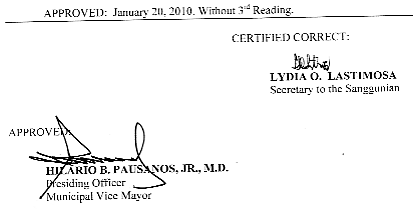 APPROVED: January 20, 2010. Without 3rd Reading.
CERTIFIED CORRECT:
LYDIA O. LASTIMOSA
Secretary to the Sanggunian
APPROVED:
HILARIO B. PAUSANOS, JR., M.D.
Presiding Officer
Municipal Vice Mayor